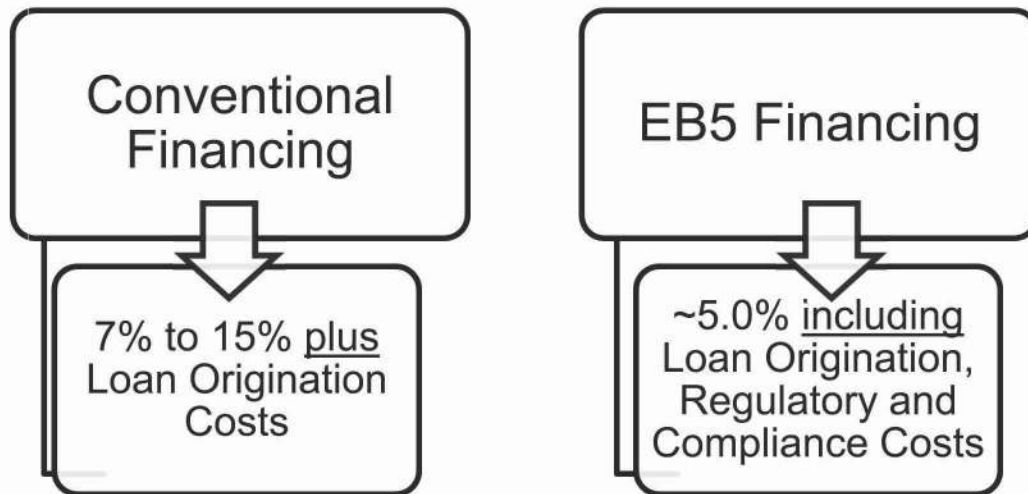 Conventional
Financing
7% to 15% plus
Loan Origination
Costs
EB5 Financing
~5.0% including
Loan Origination,
Regulatory and
Compliance Costs